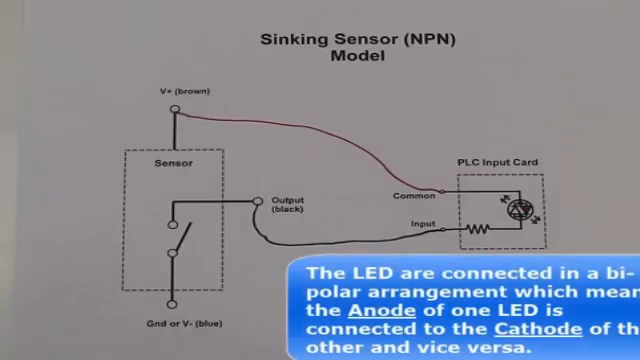 Sinking Sensor (NPN)
Model
V+ (brown)
Sensor
PLC Input Card
Common
Output
(black)
Input
Gnd or V- (blue)
The LED are connected in a bi-
polar arrangement which mean
the Anode of one LED is
connected to the Cathode of th
other and vice versa.